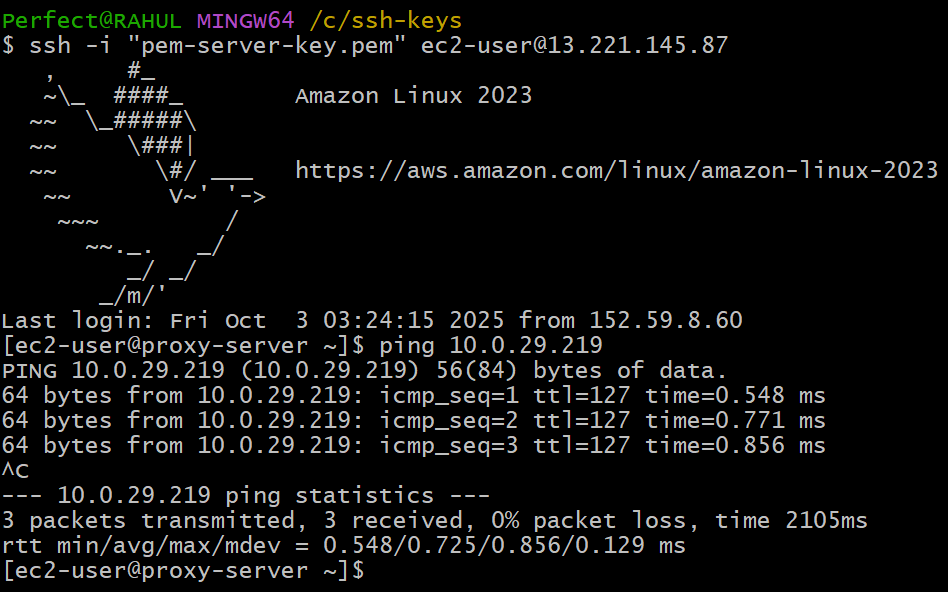 Perfect@RAHUL MINGW64 /c/ssh-keys
$ ssh -i "pem-server-key.pem" ec2-user@13.221.145.87
   ,     #_
   ~\_  ####_        Amazon Linux 2023
  ~~  \_#####\
  ~~     \###|
  ~~       \#/ ___   https://aws.amazon.com/linux/amazon-linux-2023
   ~~       V~' '->
    ~~~         /
      ~~._.   _/
         _/ _/
       _/m/'
Last login: Fri Oct  3 03:24:15 2025 from 152.59.8.60
[ec2-user@proxy-server ~]$ ping 10.0.29.219
PING 10.0.29.219 (10.0.29.219) 56(84) bytes of data.
64 bytes from 10.0.29.219: icmp_seq=1 ttl=127 time=0.548 ms
64 bytes from 10.0.29.219: icmp_seq=2 ttl=127 time=0.771 ms
64 bytes from 10.0.29.219: icmp_seq=3 ttl=127 time=0.856 ms
^C
--- 10.0.29.219 ping statistics ---
3 packets transmitted, 3 received, 0% packet loss, time 2105ms
rtt min/avg/max/mdev = 0.548/0.725/0.856/0.129 ms
[ec2-user@proxy-server ~]$